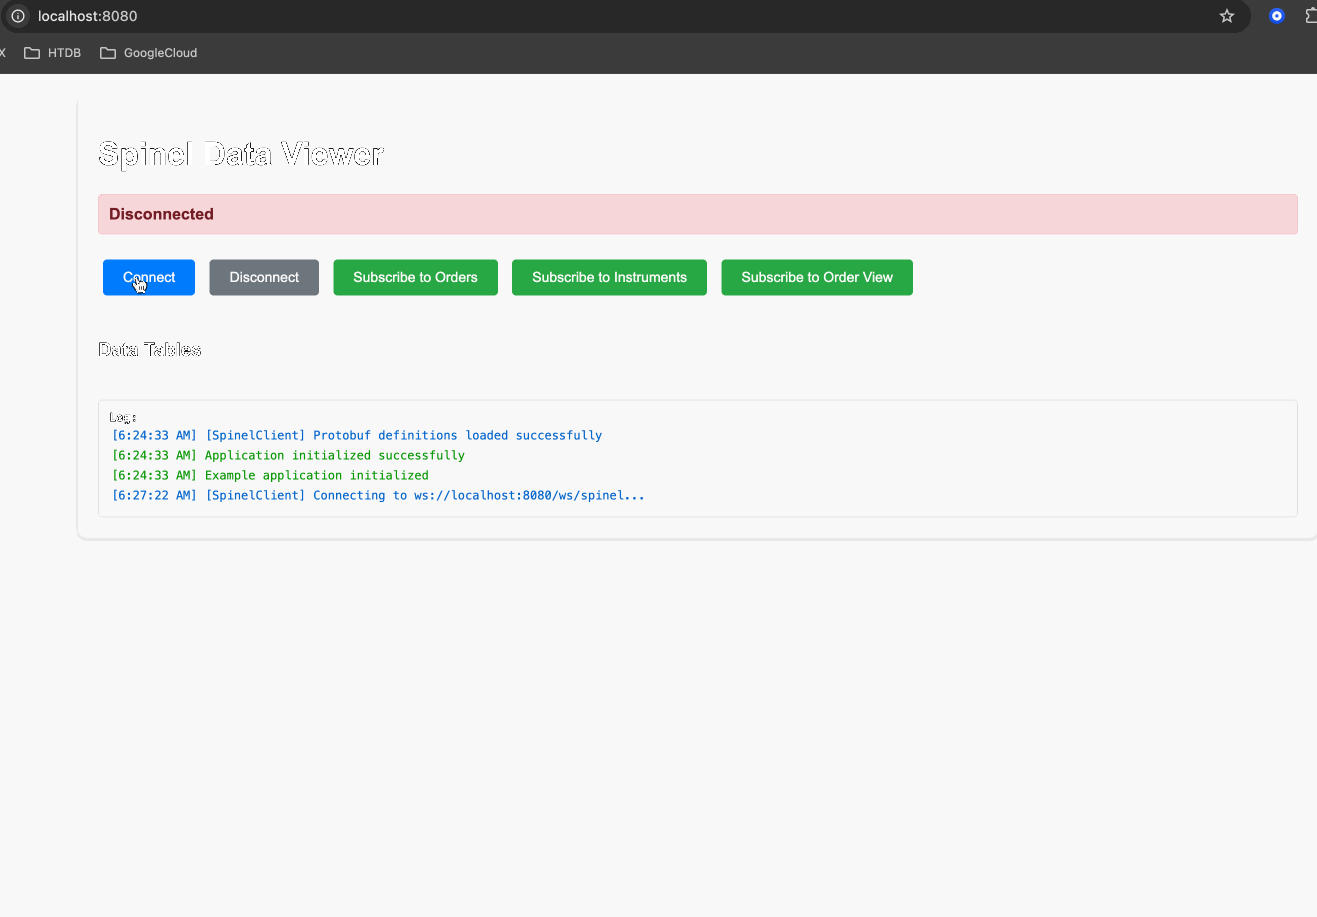 localhost:8080
X HTDB GoogleCloud
Spinel Data Viewer
Disconnected
Connect Disconnect Subscribe to Orders Subscribe to Instruments Subscribe to Order View
Data Tables
Log:
[6:24:33 AM] [SpinelClient] Protobuf definitions loaded successfully
[6:24:33 AM] Application initialized successfully
[6:24:33 AM] Example application initialized
[6:27:22 AM] [SpinelClient] Connecting to ws://localhost:8080/ws/spinel...